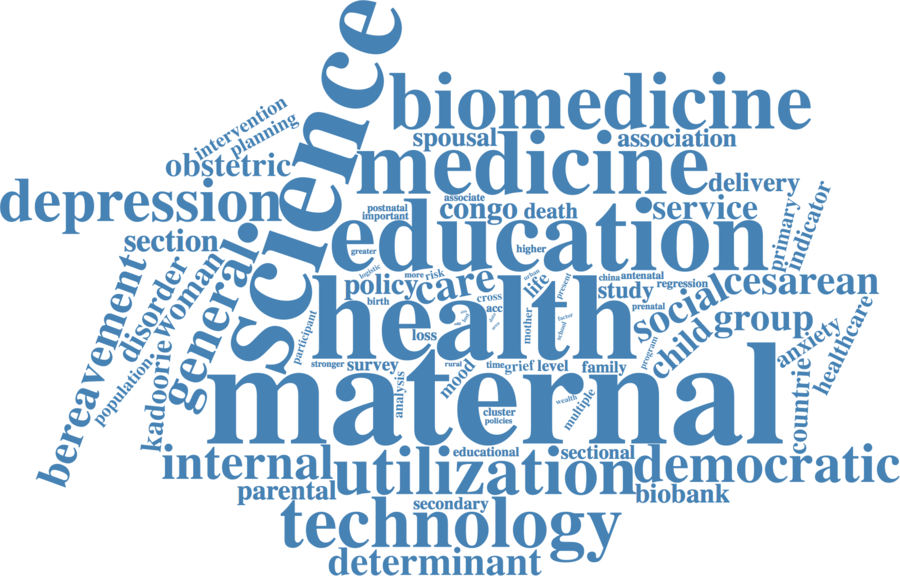 science
biomedicine
intervention
planning
spousal
association
obstetric
medicine
delivery
depression
associate
postnatal
important
congo
death
service
primary
indicator
section
education
greater
higher
general
woman
disorder
bereavement
population
kadoorie
logistic
more
risk
policy
care
birth
cross
acc
urban
life
present
china
antenatal
study
regression
prenatal
social
cesarean
health
participant
loss
mother
factor
school
child
group
anxiety
healthcare
program
stronger
survey
rural
mood
time
grief
level
family
analysis
maternal
cluster
policies
wealth
multiple
countrie
internal
educational
sectional
utilization
democratic
parental
biobank
secondary
technology
determinant